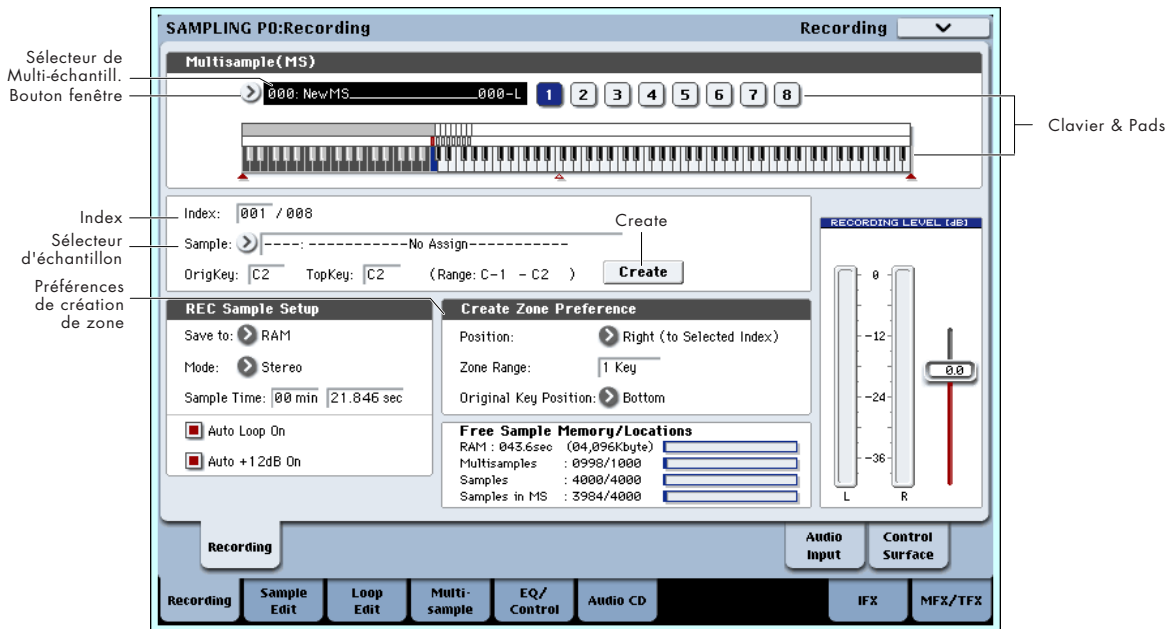 SAMPLING P0:Recording
Recording
Sélecteur de
Multi-échantill.
Bouton fenêtre
Multisample(MS)
000: NewMS_________________000-L
1 2 3 4 5 6 7 8
Clavier & Pads
Index
Index: 001 / 008
Create
Sélecteur
d'échantillon
Sample: ----: -----------No Assign-----------
OrigKey: C2 TopKey: C2 (Range: C-1 - C2 ) Create
Préférences
de création
de zone
REC Sample Setup
Save to: RAM
Mode: Stereo
Sample Time: 00 min 21.846 sec
Auto Loop On
Auto +12dB On
Create Zone Preference
Position: Right (to Selected Index)
Zone Range: 1 Key
Original Key Position: Bottom
Free Sample Memory/Locations
RAM : 043.6sec (04,096Kbyte)
Multisamples : 0998/1000
Samples : 4000/4000
Samples in MS : 3984/4000
RECORDING LEVEL [dB]
0
-12
0.0
-24
-36
L R
Recording
Audio
Input
Control
Surface
Recording
Sample
Edit
Loop
Edit
Multi-
sample
EQ/
Control
Audio CD
IFX
MFX/TFX